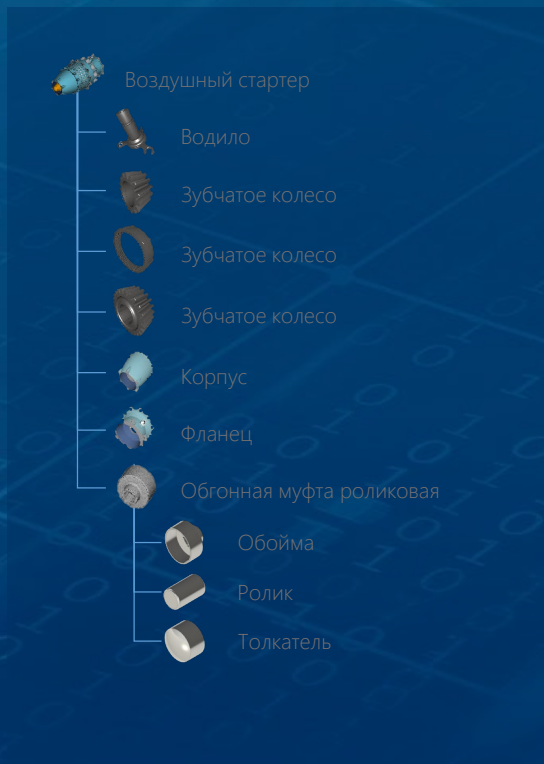 Воздушный стартер
Водило
Зубчатое колесо
Зубчатое колесо
Зубчатое колесо
Корпус
Фланец
Обгонная муфта роликовая
Обойма
Ролик
Толкатель